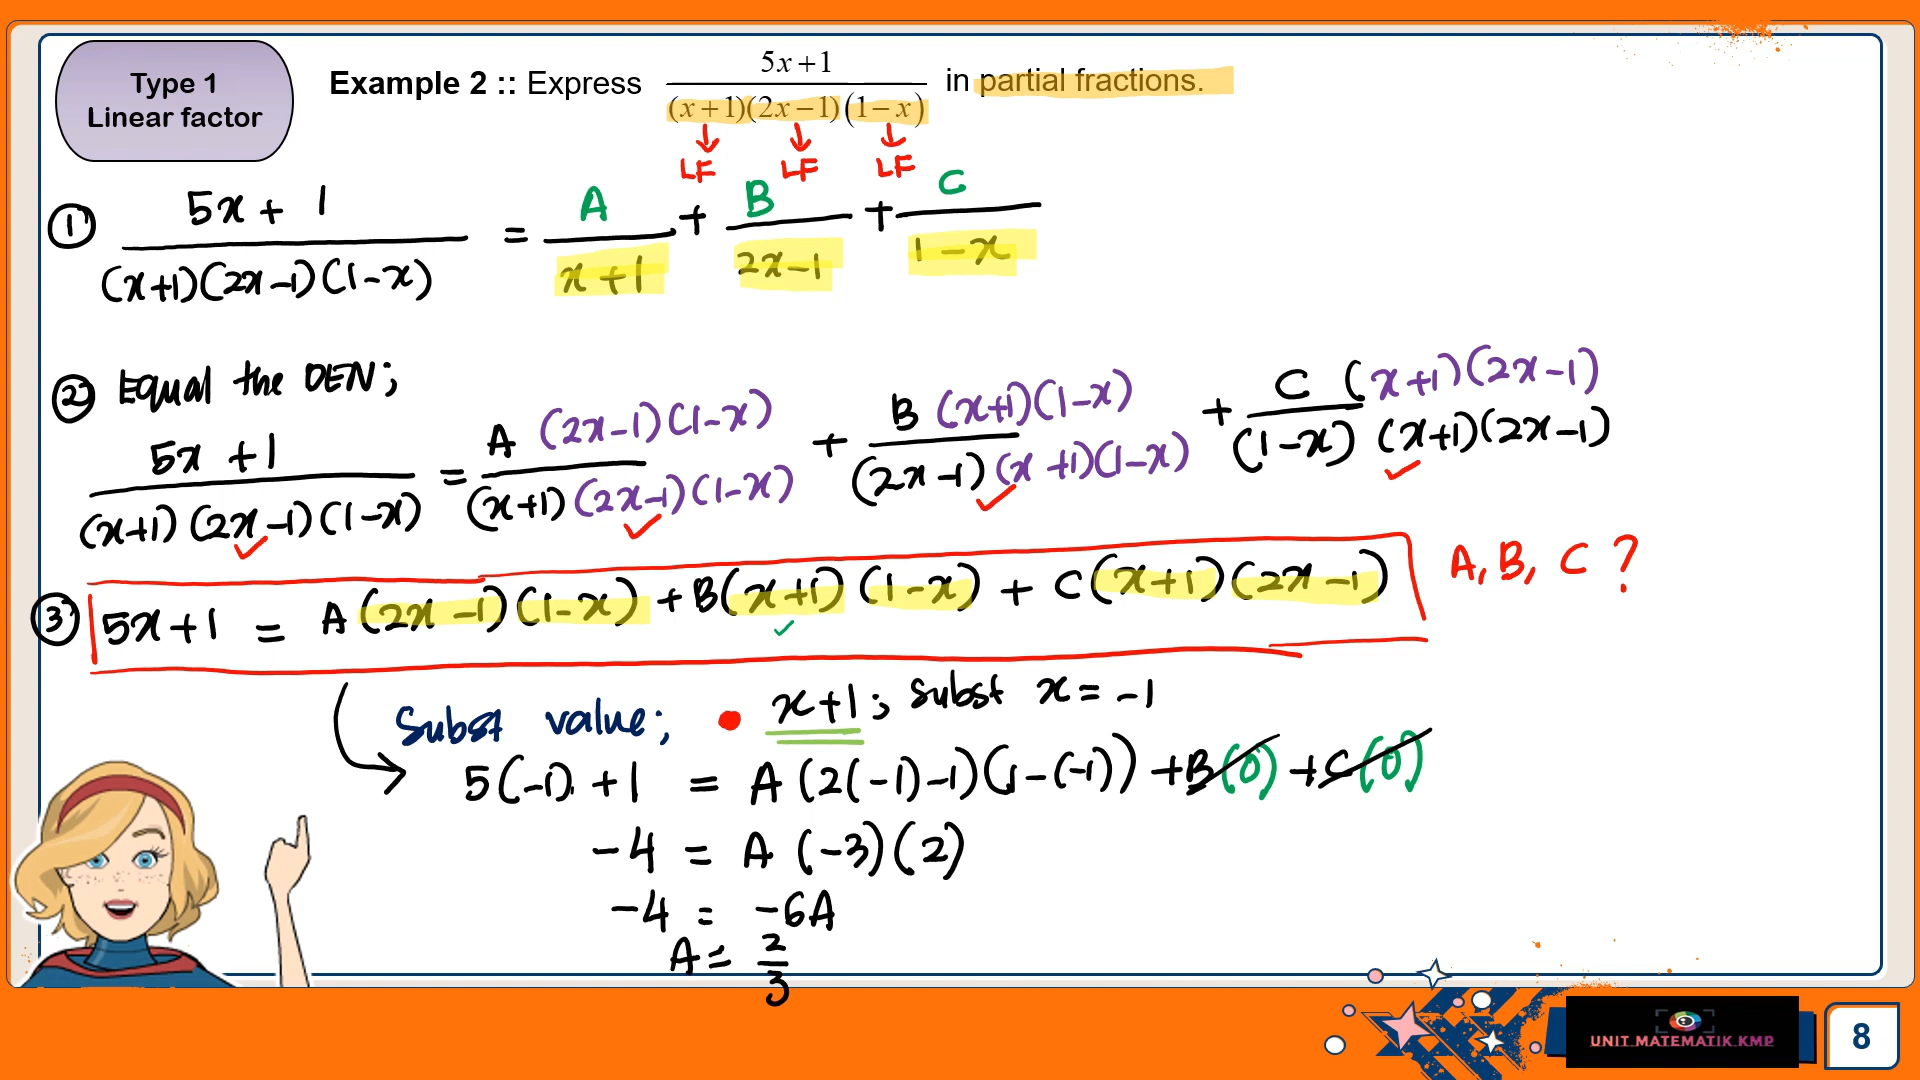 Type 1
Linear factor
Example 2 :: Express (5x+1)/((x+1)(2x−1)(1−x)) in partial fractions.
↓ ↓ ↓
LF LF LF
① (5x + 1)/((x+1)(2x−1)(1−x)) = A/(x+1) + B/(2x−1) + C/(1−x)
② Equal the DEN;
(5x+1)/((x+1)(2x−1)(1−x)) = A(2x−1)(1−x)/((x+1)(2x−1)(1−x)) + B(x+1)(1−x)/((2x−1)(x+1)(1−x)) + C(x+1)(2x−1)/((1−x)(x+1)(2x−1))
③ 5x+1 = A(2x−1)(1−x) + B(x+1)(1−x) + C(x+1)(2x−1) A, B, C ?
Subst value; • x+1; subst x = −1
5(−1)+1 = A(2(−1)−1)(1−(−1)) + B(0) + C(0)
−4 = A(−3)(2)
−4 = −6A
A = 2/3
UNIT MATEMATIK KMP
8